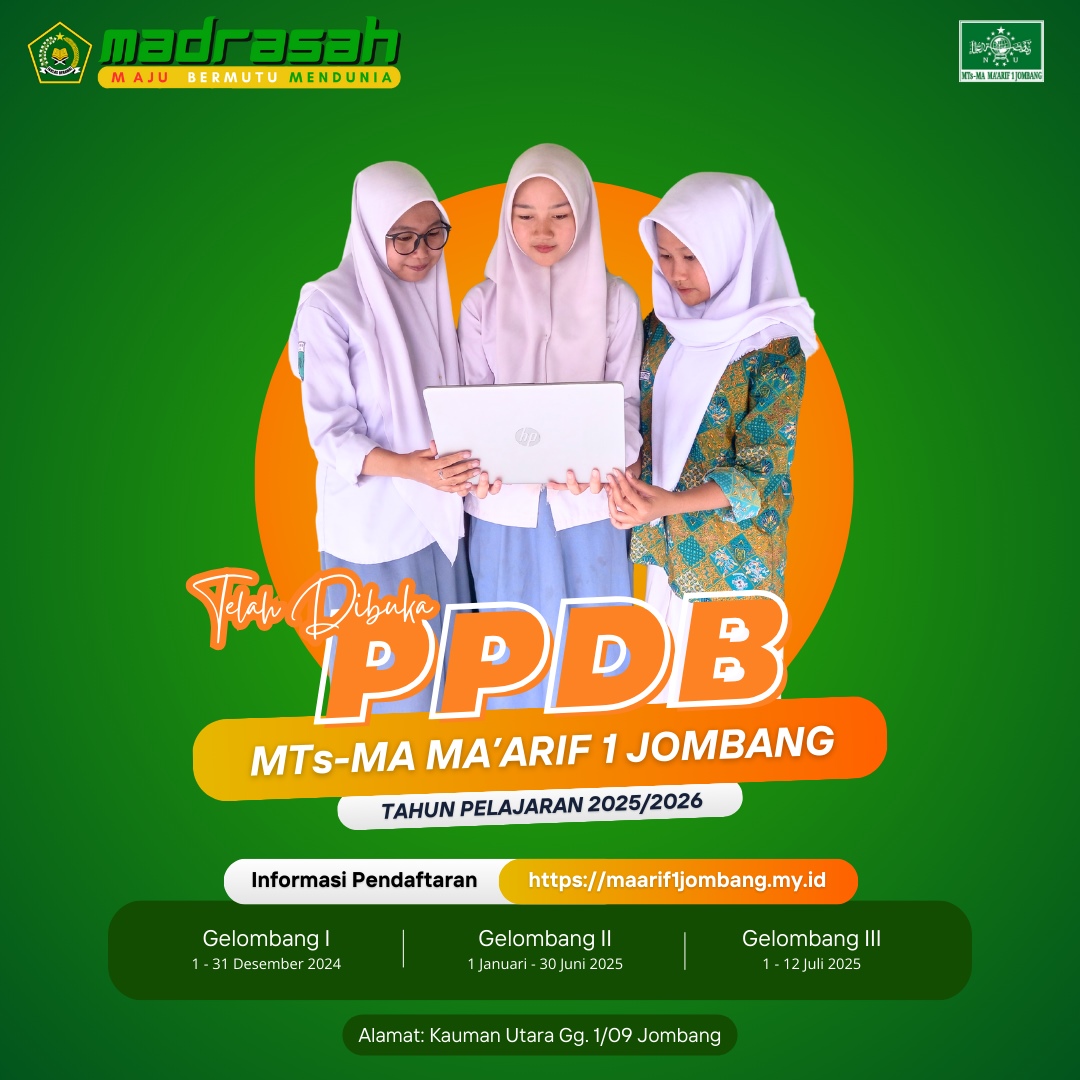 madrasah
MAJU BERMUTU MENDUNIA
NU
MTs-MA MA'ARIF 1 JOMBANG
hp
Telah Dibuka
PPDB
MTs-MA MA'ARIF 1 JOMBANG
TAHUN PELAJARAN 2025/2026
Informasi Pendaftaran
https://maarif1jombang.my.id
Gelombang I
1 - 31 Desember 2024
Gelombang II
1 Januari - 30 Juni 2025
Gelombang III
1 - 12 Juli 2025
Alamat: Kauman Utara Gg. 1/09 Jombang